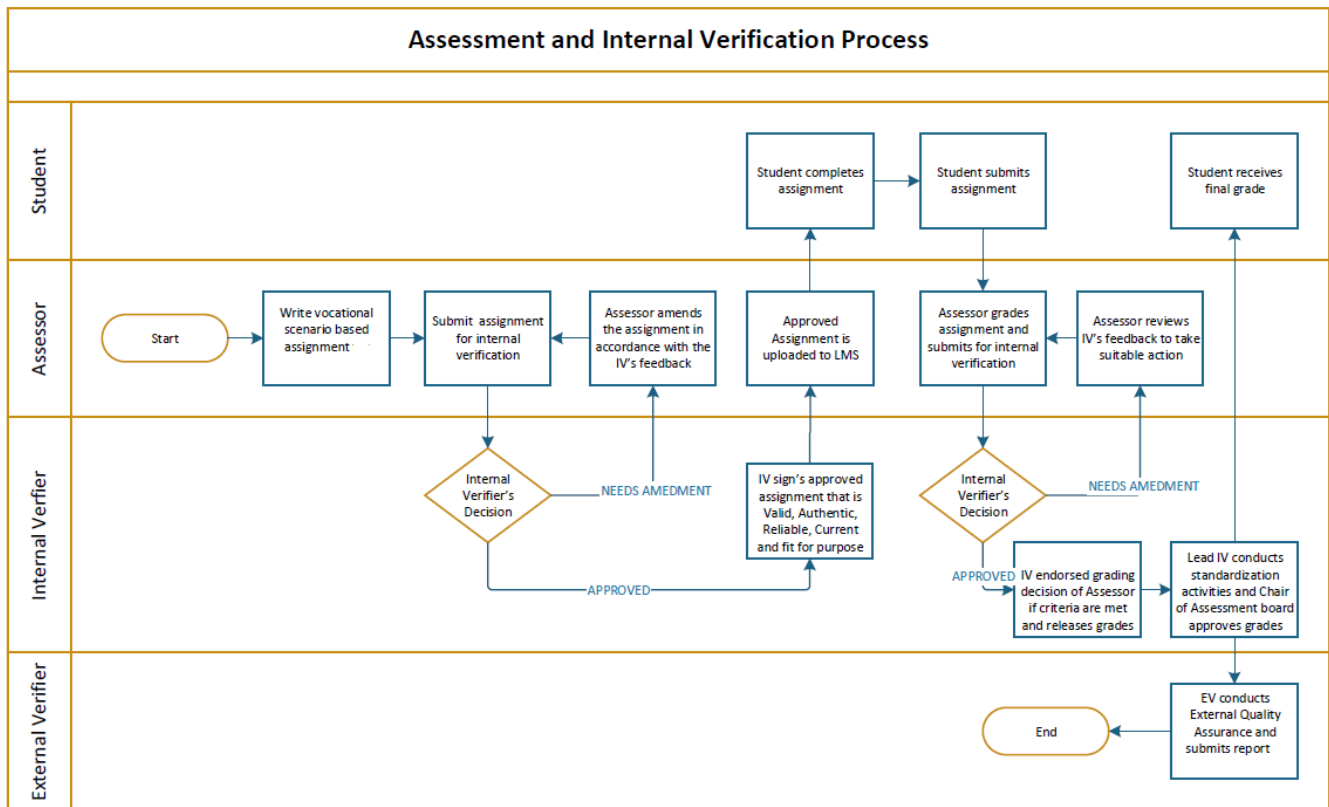 Assessment and Internal Verification Process
Student
Student completes
assignment
Student submits
assignment
Student receives
final grade
Assessor
Start
Write vocational
scenario based
assignment
Submit assignment
for internal
verification
Assessor amends
the assignment in
accordance with the
IV's feedback
Approved
Assignment is
uploaded to LMS
Assessor grades
assignment and
submits for internal
verification
Assessor reviews
IV's feedback to take
suitable action
Internal Verfier
Internal
Verifier's
Decision
NEEDS AMEDMENT
APPROVED
IV sign's approved
assignment that is
Valid, Authentic,
Reliable, Current
and fit for purpose
Internal
Verifier's
Decision
NEEDS AMEDMENT
APPROVED
IV endorsed grading
decision of Assessor
if criteria are met
and releases grades
Lead IV conducts
standardization
activities and Chair
of Assessment board
approves grades
External Verifier
End
EV conducts
External Quality
Assurance and
submits report